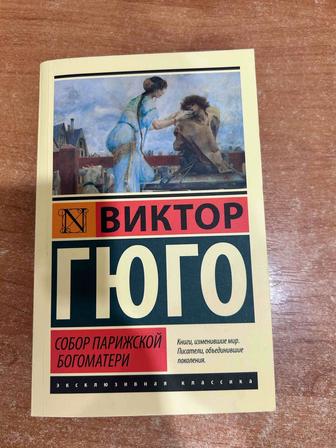 N ВИКТОР
ГЮГО
СОБОР ПАРИЖСКОЙ
БОГОМАТЕРИ
Книги, изменившие мир.
Писатели, объединившие
поколения.
эксклюзивная классика